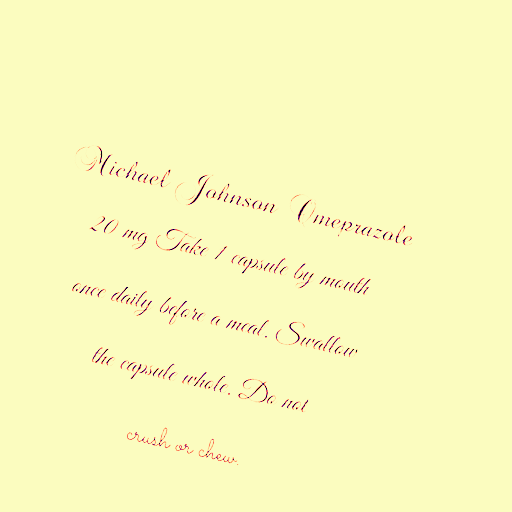 Michael Johnson Omeprazole
20 mg Take 1 capsule by mouth
once daily before a meal. Swallow
the capsule whole. Do not
crush or chew.